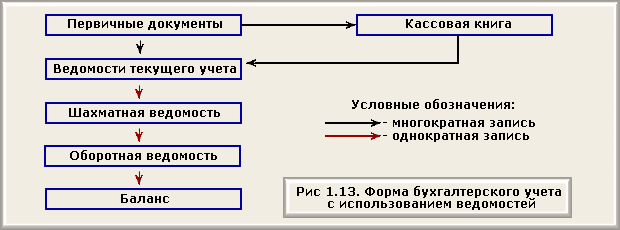 Первичные документы
Кассовая книга
Ведомости текущего учета
Шахматная ведомость
Оборотная ведомость
Баланс
Условные обозначения:
- многократная запись
- однократная запись
Рис 1.13. Форма бухгалтерского учета
с использованием ведомостей